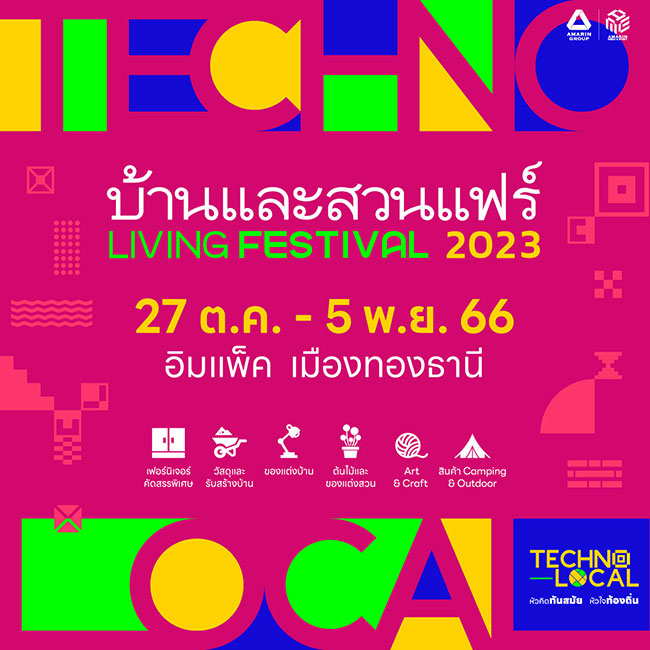 TECHNO
AMARIN
GROUP
บ้านและสวนแฟร์
LIVING FESTIVAL 2023
27 ต.ค. - 5 พ.ย. 66
อิมแพ็ค เมืองทองธานี
เฟอร์นิเจอร์
คัดสรรพิเศษ
วัสดุและ
รับสร้างบ้าน
ของแต่งบ้าน
ต้นไม้และ
ของแต่งสวน
Art
& Craft
สินค้า Camping
& Outdoor
LOCAL
TECHNO
LOCAL
หัวคิดทันสมัย หัวใจท้องถิ่น